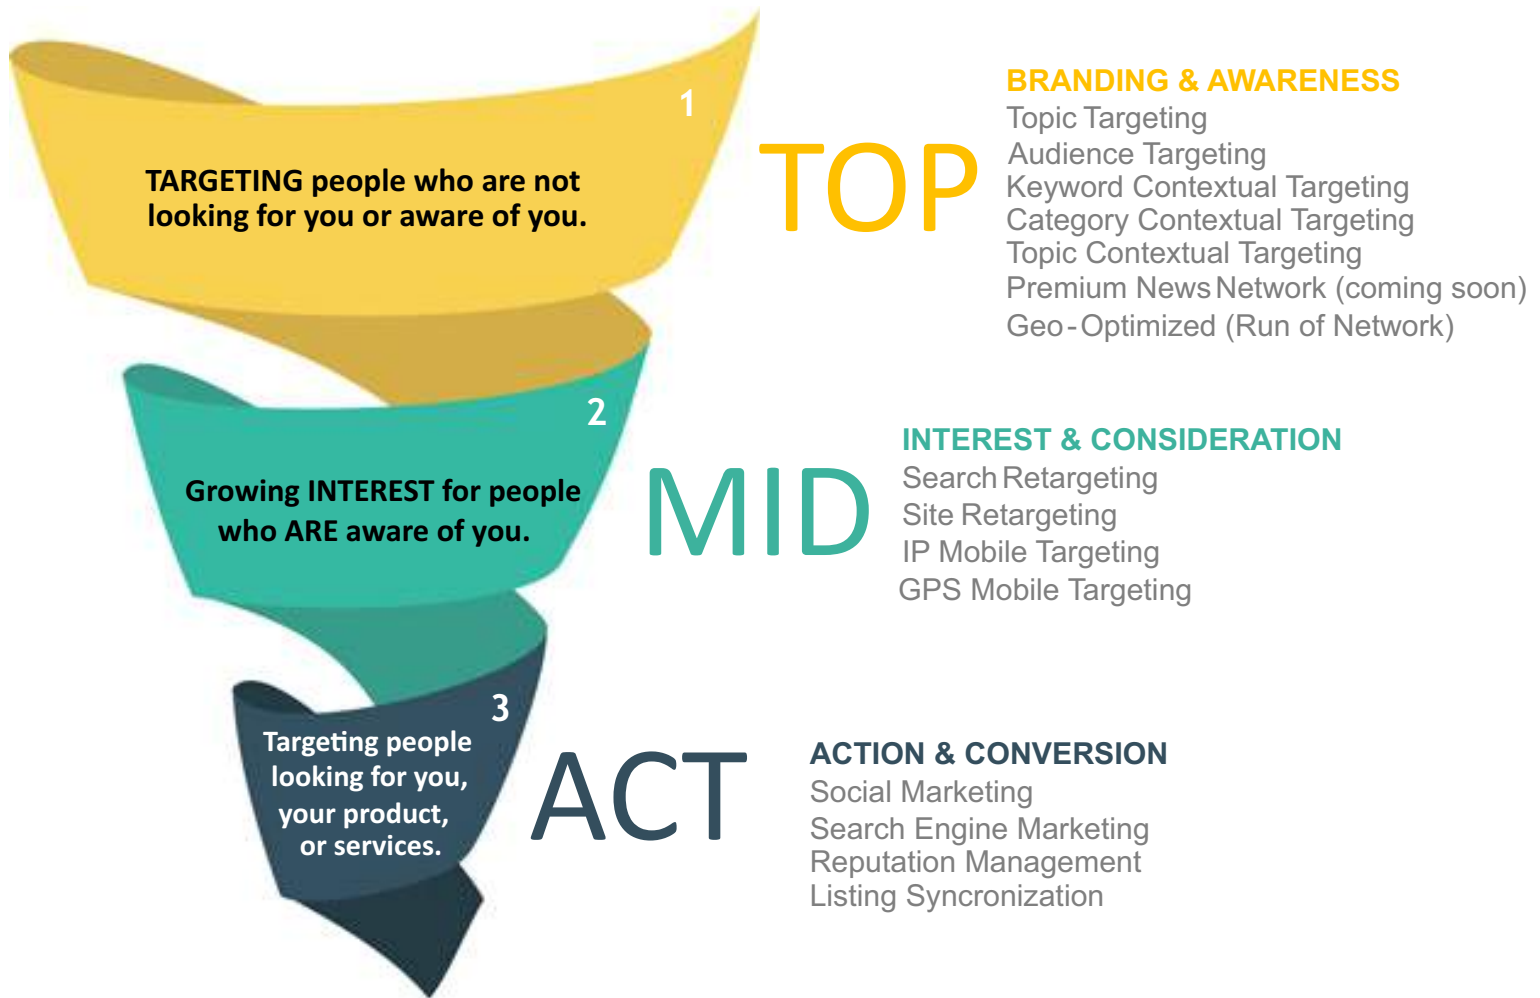 1
TARGETING people who are not
looking for you or aware of you.
TOP
BRANDING & AWARENESS
Topic Targeting
Audience Targeting
Keyword Contextual Targeting
Category Contextual Targeting
Topic Contextual Targeting
Premium News Network (coming soon)
Geo-Optimized (Run of Network)
2
Growing INTEREST for people
who ARE aware of you.
MID
INTEREST & CONSIDERATION
Search Retargeting
Site Retargeting
IP Mobile Targeting
GPS Mobile Targeting
3
Targeting people
looking for you,
your product,
or services.
ACT
ACTION & CONVERSION
Social Marketing
Search Engine Marketing
Reputation Management
Listing Syncronization